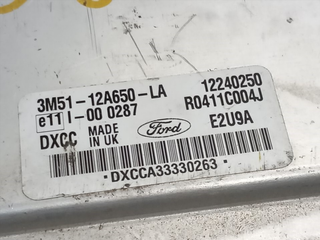 3M51-12A650-LA 12240250
e11 I-00 0287 R0411C004J
DXCC MADE IN UK Ford E2U9A
*DXCCA33330263*